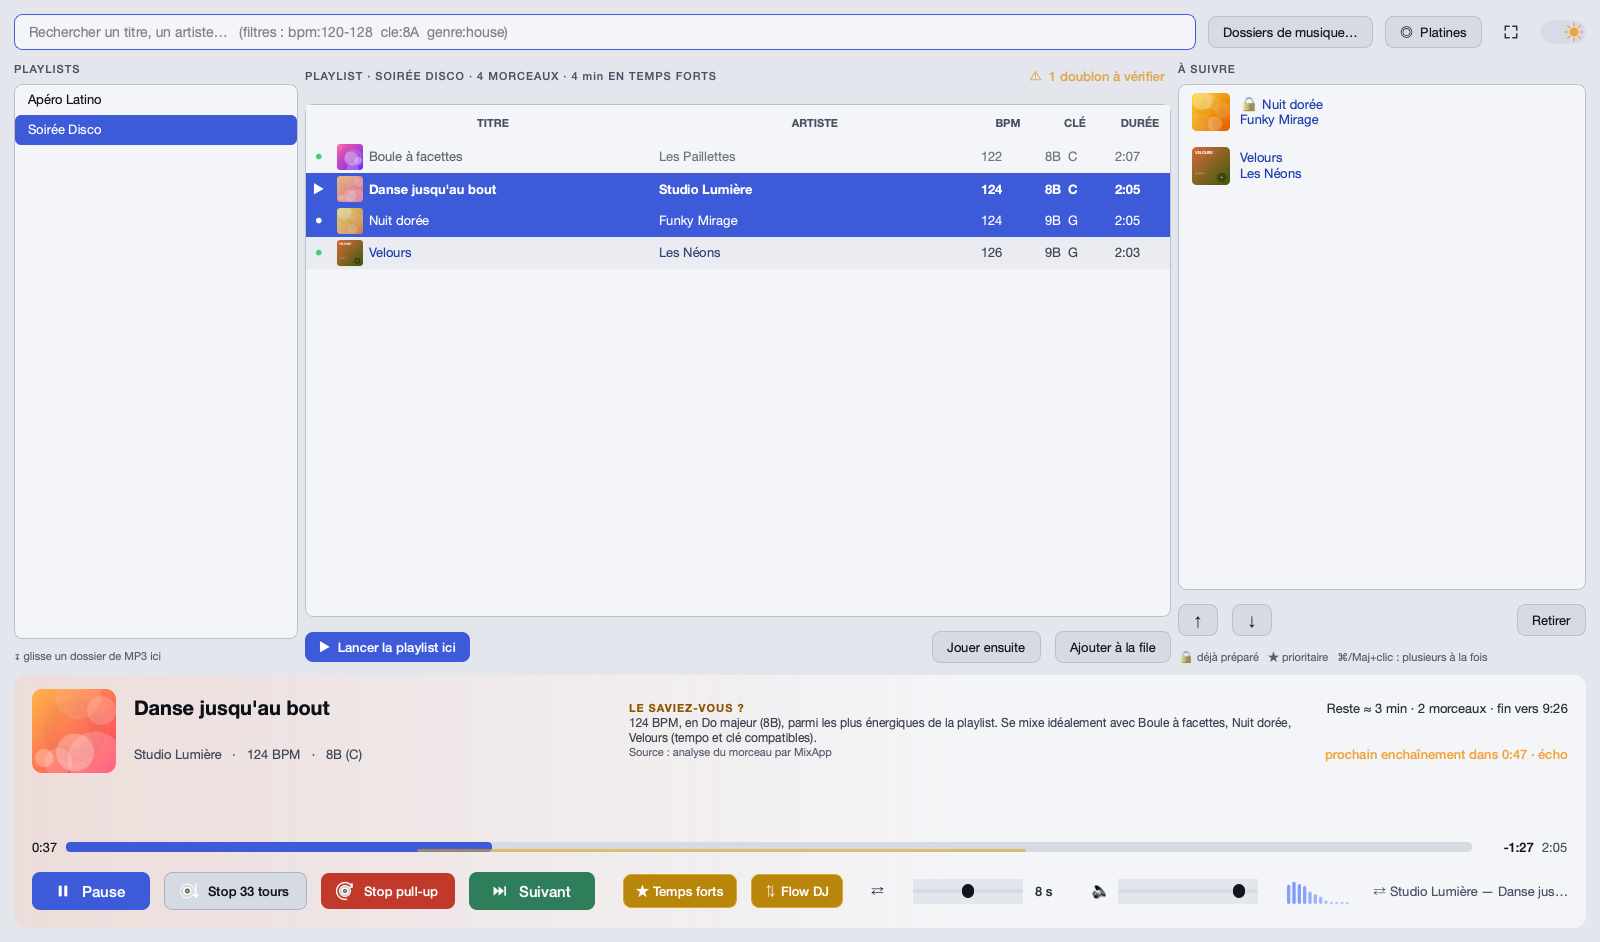 Rechercher un titre, un artiste… (filtres : bpm:120-128 cle:8A genre:house)
Dossiers de musique…
Platines
PLAYLISTS
Apéro Latino
Soirée Disco
↕ glisse un dossier de MP3 ici
PLAYLIST · SOIRÉE DISCO · 4 MORCEAUX · 4 min EN TEMPS FORTS
⚠ 1 doublon à vérifier
TITRE ARTISTE BPM CLÉ DURÉE
Boule à facettes Les Paillettes 122 8B C 2:07
Danse jusqu'au bout Studio Lumière 124 8B C 2:05
Nuit dorée Funky Mirage 124 9B G 2:05
Velours Les Néons 126 9B G 2:03
Lancer la playlist ici
Jouer ensuite
Ajouter à la file
À SUIVRE
Nuit dorée
Funky Mirage
VELOURS
Velours
Les Néons
↑
↓
Retirer
🔒 déjà préparé ★ prioritaire ⌘/Maj+clic : plusieurs à la fois
Danse jusqu'au bout
Studio Lumière · 124 BPM · 8B (C)
LE SAVIEZ-VOUS ?
124 BPM, en Do majeur (8B), parmi les plus énergiques de la playlist. Se mixe idéalement avec Boule à facettes, Nuit dorée,
Velours (tempo et clé compatibles).
Source : analyse du morceau par MixApp
Reste ≈ 3 min · 2 morceaux · fin vers 9:26
prochain enchaînement dans 0:47 · écho
0:37
-1:27 2:05
Pause
Stop 33 tours
Stop pull-up
Suivant
★ Temps forts
⇅ Flow DJ
⇄
8 s
⇄ Studio Lumière — Danse jus…